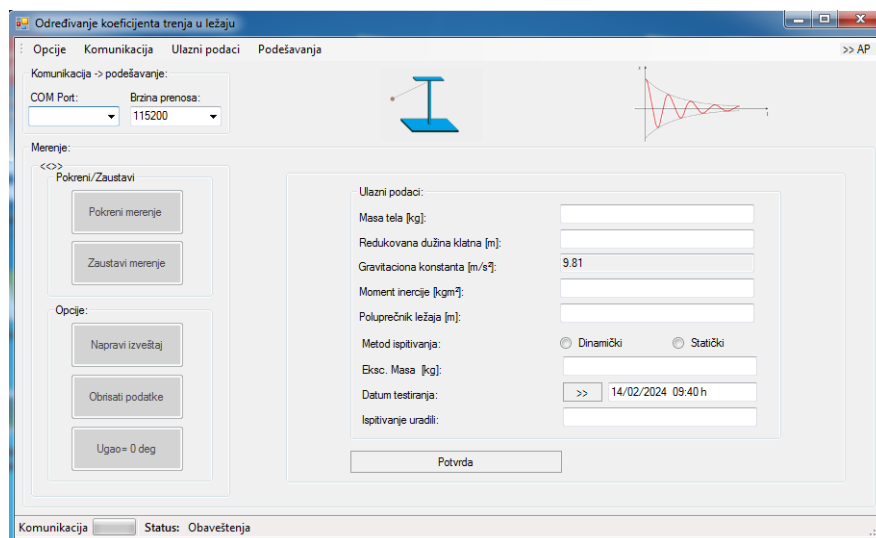 Određivanje koeficijenta trenja u ležaju
Opcije Komunikacija Ulazni podaci Podešavanja >> AP
Komunikacija -> podešavanje:
COM Port: Brzina prenosa:
115200
Merenje:
<<>>
Pokreni/Zaustavi
Pokreni merenje
Zaustavi merenje
Opcije:
Napravi izveštaj
Obrisati podatke
Ugao= 0 deg
Ulazni podaci:
Masa tela [kg]:
Redukovana dužina klatna [m]:
Gravitaciona konstanta [m/s²]: 9.81
Moment inercije [kgm²]:
Poluprečnik ležaja [m]:
Metod ispitivanja: Dinamički Statički
Eksc. Masa [kg]:
Datum testiranja: >> 14/02/2024 09:40 h
Ispitivanje uradili:
Potvrda
Komunikacija Status: Obaveštenja